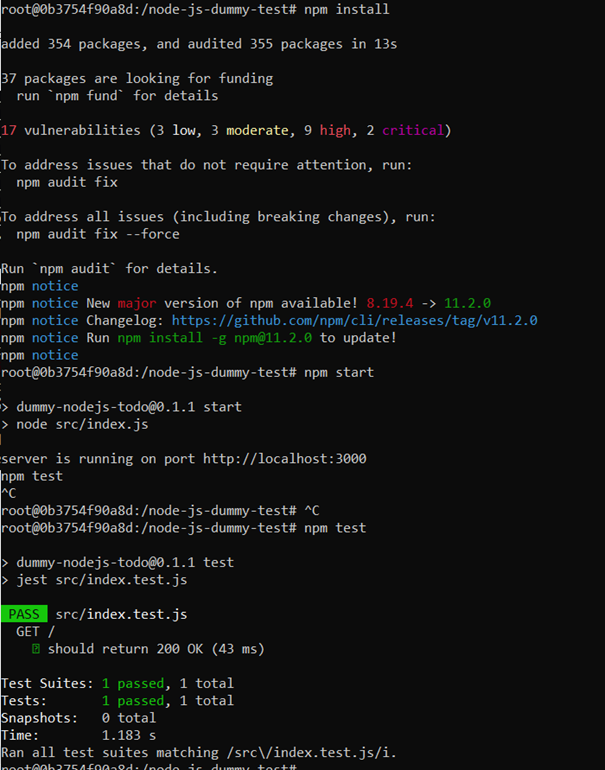 root@0b3754f90a8d:/node-js-dummy-test# npm install
added 354 packages, and audited 355 packages in 13s
37 packages are looking for funding
  run `npm fund` for details
17 vulnerabilities (3 low, 3 moderate, 9 high, 2 critical)
To address issues that do not require attention, run:
  npm audit fix
To address all issues (including breaking changes), run:
  npm audit fix --force
Run `npm audit` for details.
npm notice
npm notice New major version of npm available! 8.19.4 -> 11.2.0
npm notice Changelog: https://github.com/npm/cli/releases/tag/v11.2.0
npm notice Run npm install -g npm@11.2.0 to update!
npm notice
root@0b3754f90a8d:/node-js-dummy-test# npm start
> dummy-nodejs-todo@0.1.1 start
> node src/index.js
server is running on port http://localhost:3000
npm test
^C
root@0b3754f90a8d:/node-js-dummy-test# ^C
root@0b3754f90a8d:/node-js-dummy-test# npm test
> dummy-nodejs-todo@0.1.1 test
> jest src/index.test.js
PASS src/index.test.js
  GET /
    should return 200 OK (43 ms)
Test Suites: 1 passed, 1 total
Tests:       1 passed, 1 total
Snapshots:   0 total
Time:        1.183 s
Ran all test suites matching /src\/index.test.js/i.
root@0b3754f90a8d:/node-js-dummy-test#